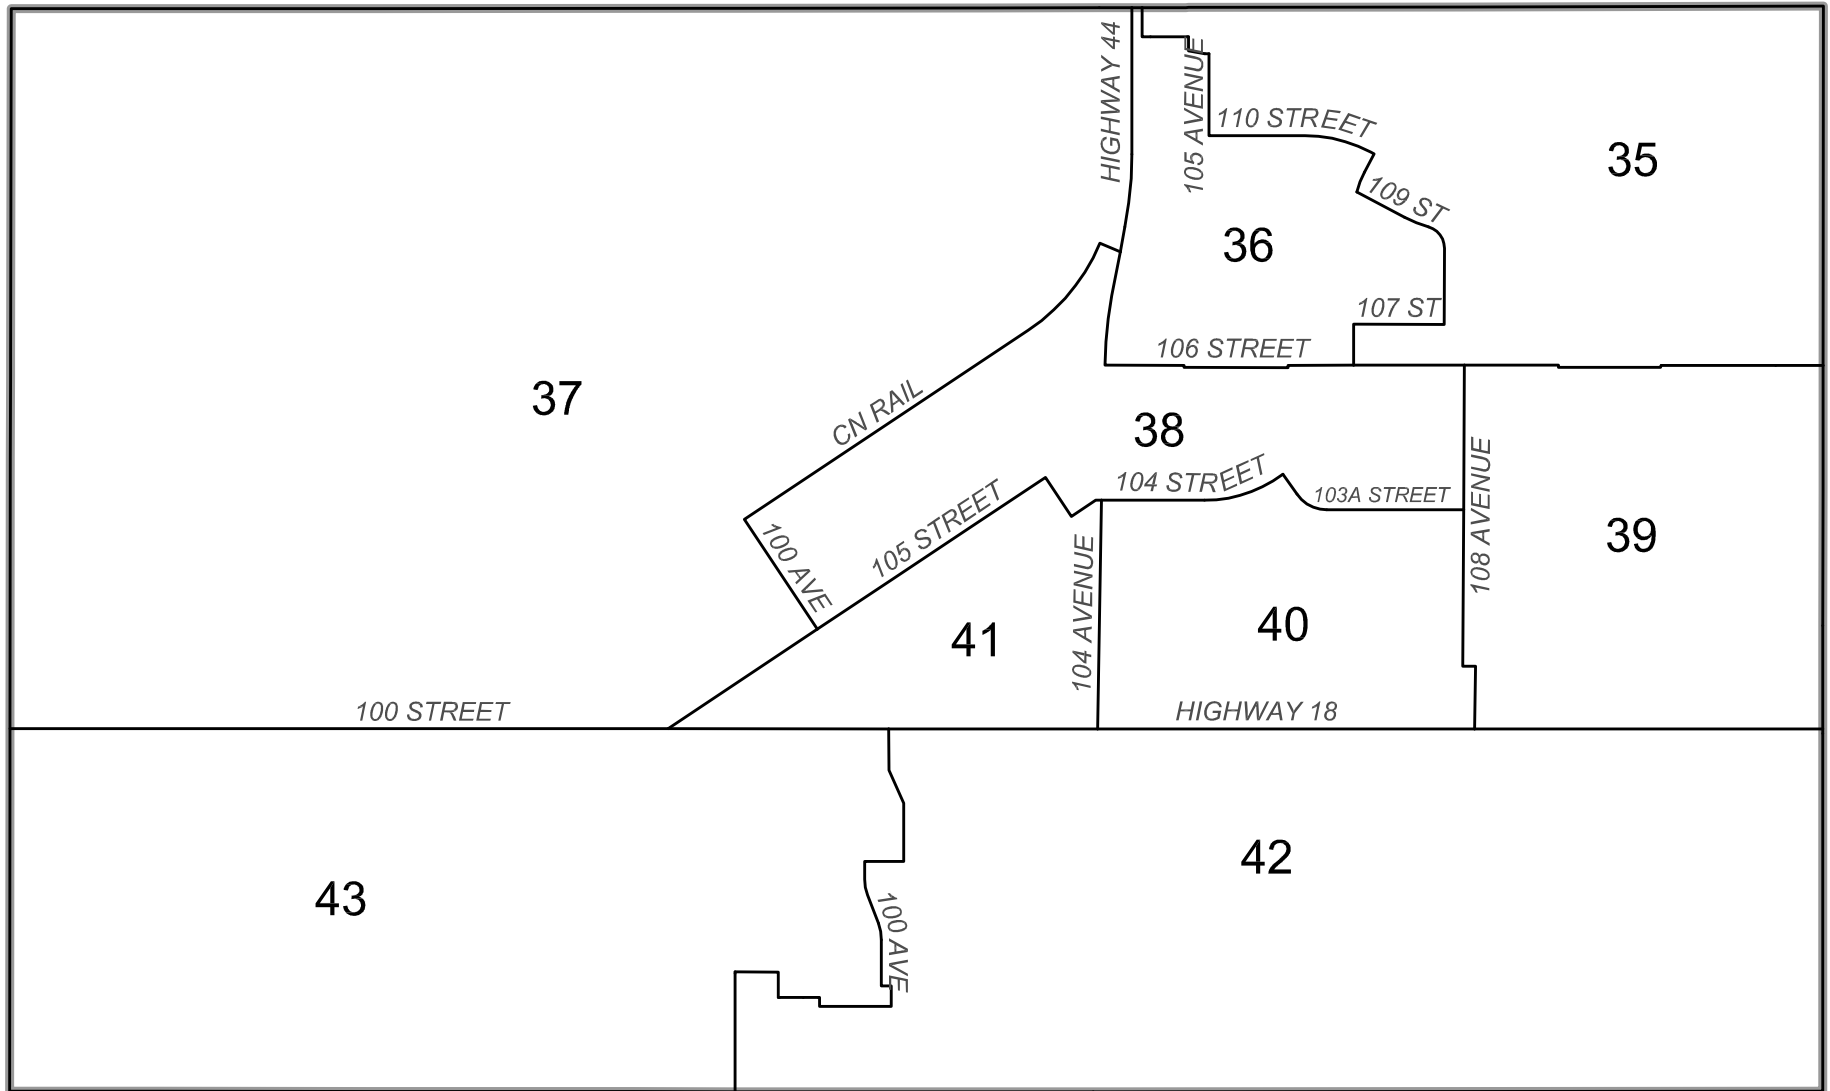 HIGHWAY 44
105 AVENUE
110 STREET
35
109 ST
36
107 ST
106 STREET
37
CN RAIL
38
104 STREET
103A STREET
108 AVENUE
105 STREET
100 AVE
39
104 AVENUE
40
41
100 STREET
HIGHWAY 18
42
43
100 AVE